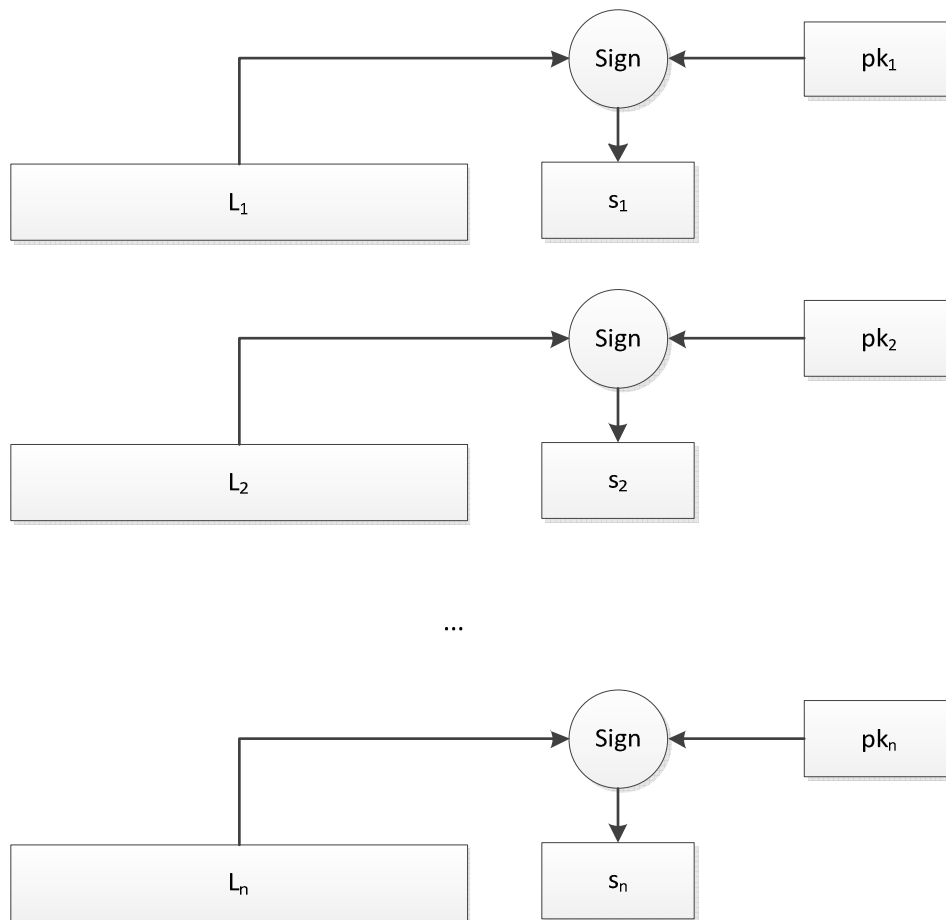 Sign
pk₁
L₁
s₁
Sign
pk₂
L₂
s₂
...
Sign
pkₙ
Lₙ
sₙ